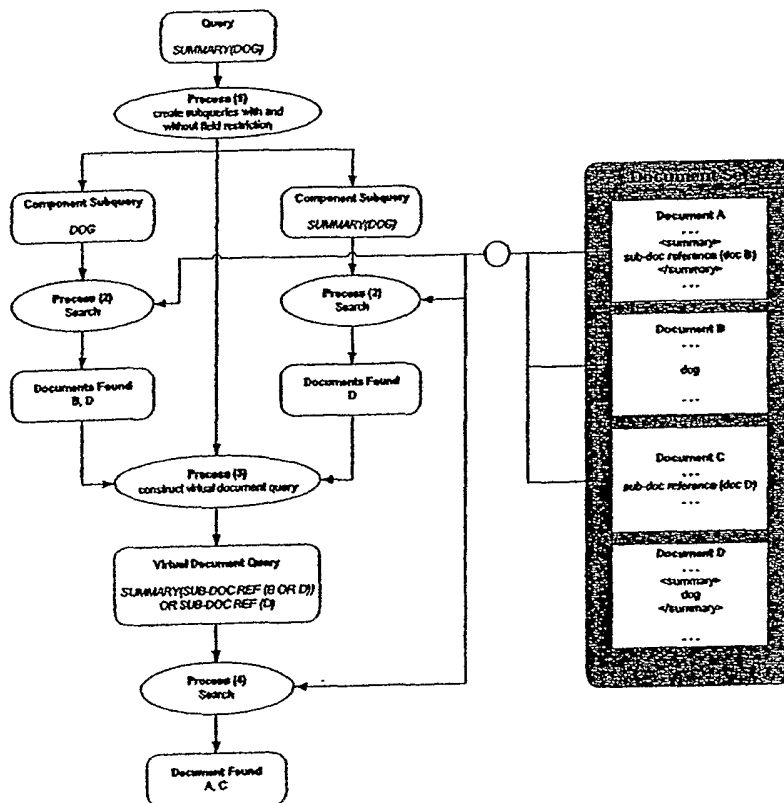 Query
SUMMARY(DOG)
Process (1)
create subqueries with and
without field restriction
Component Subquery
DOG
Component Subquery
SUMMARY(DOG)
Process (2)
Search
Process (2)
Search
Documents Found
B, D
Documents Found
D
Process (3)
construct virtual document query
Virtual Document Query
SUMMARY(SUB-DOC REF (B OR D))
OR SUB-DOC REF (D)
Process (4)
Search
Document Found
A, C
Document Set
Document A
- - -
<summary>
sub-doc reference (doc B)
</summary>
- - -
Document B
- - -
dog
- - -
Document C
- - -
sub-doc reference (doc D)
- - -
Document D
- - -
<summary>
dog
</summary>
- - -